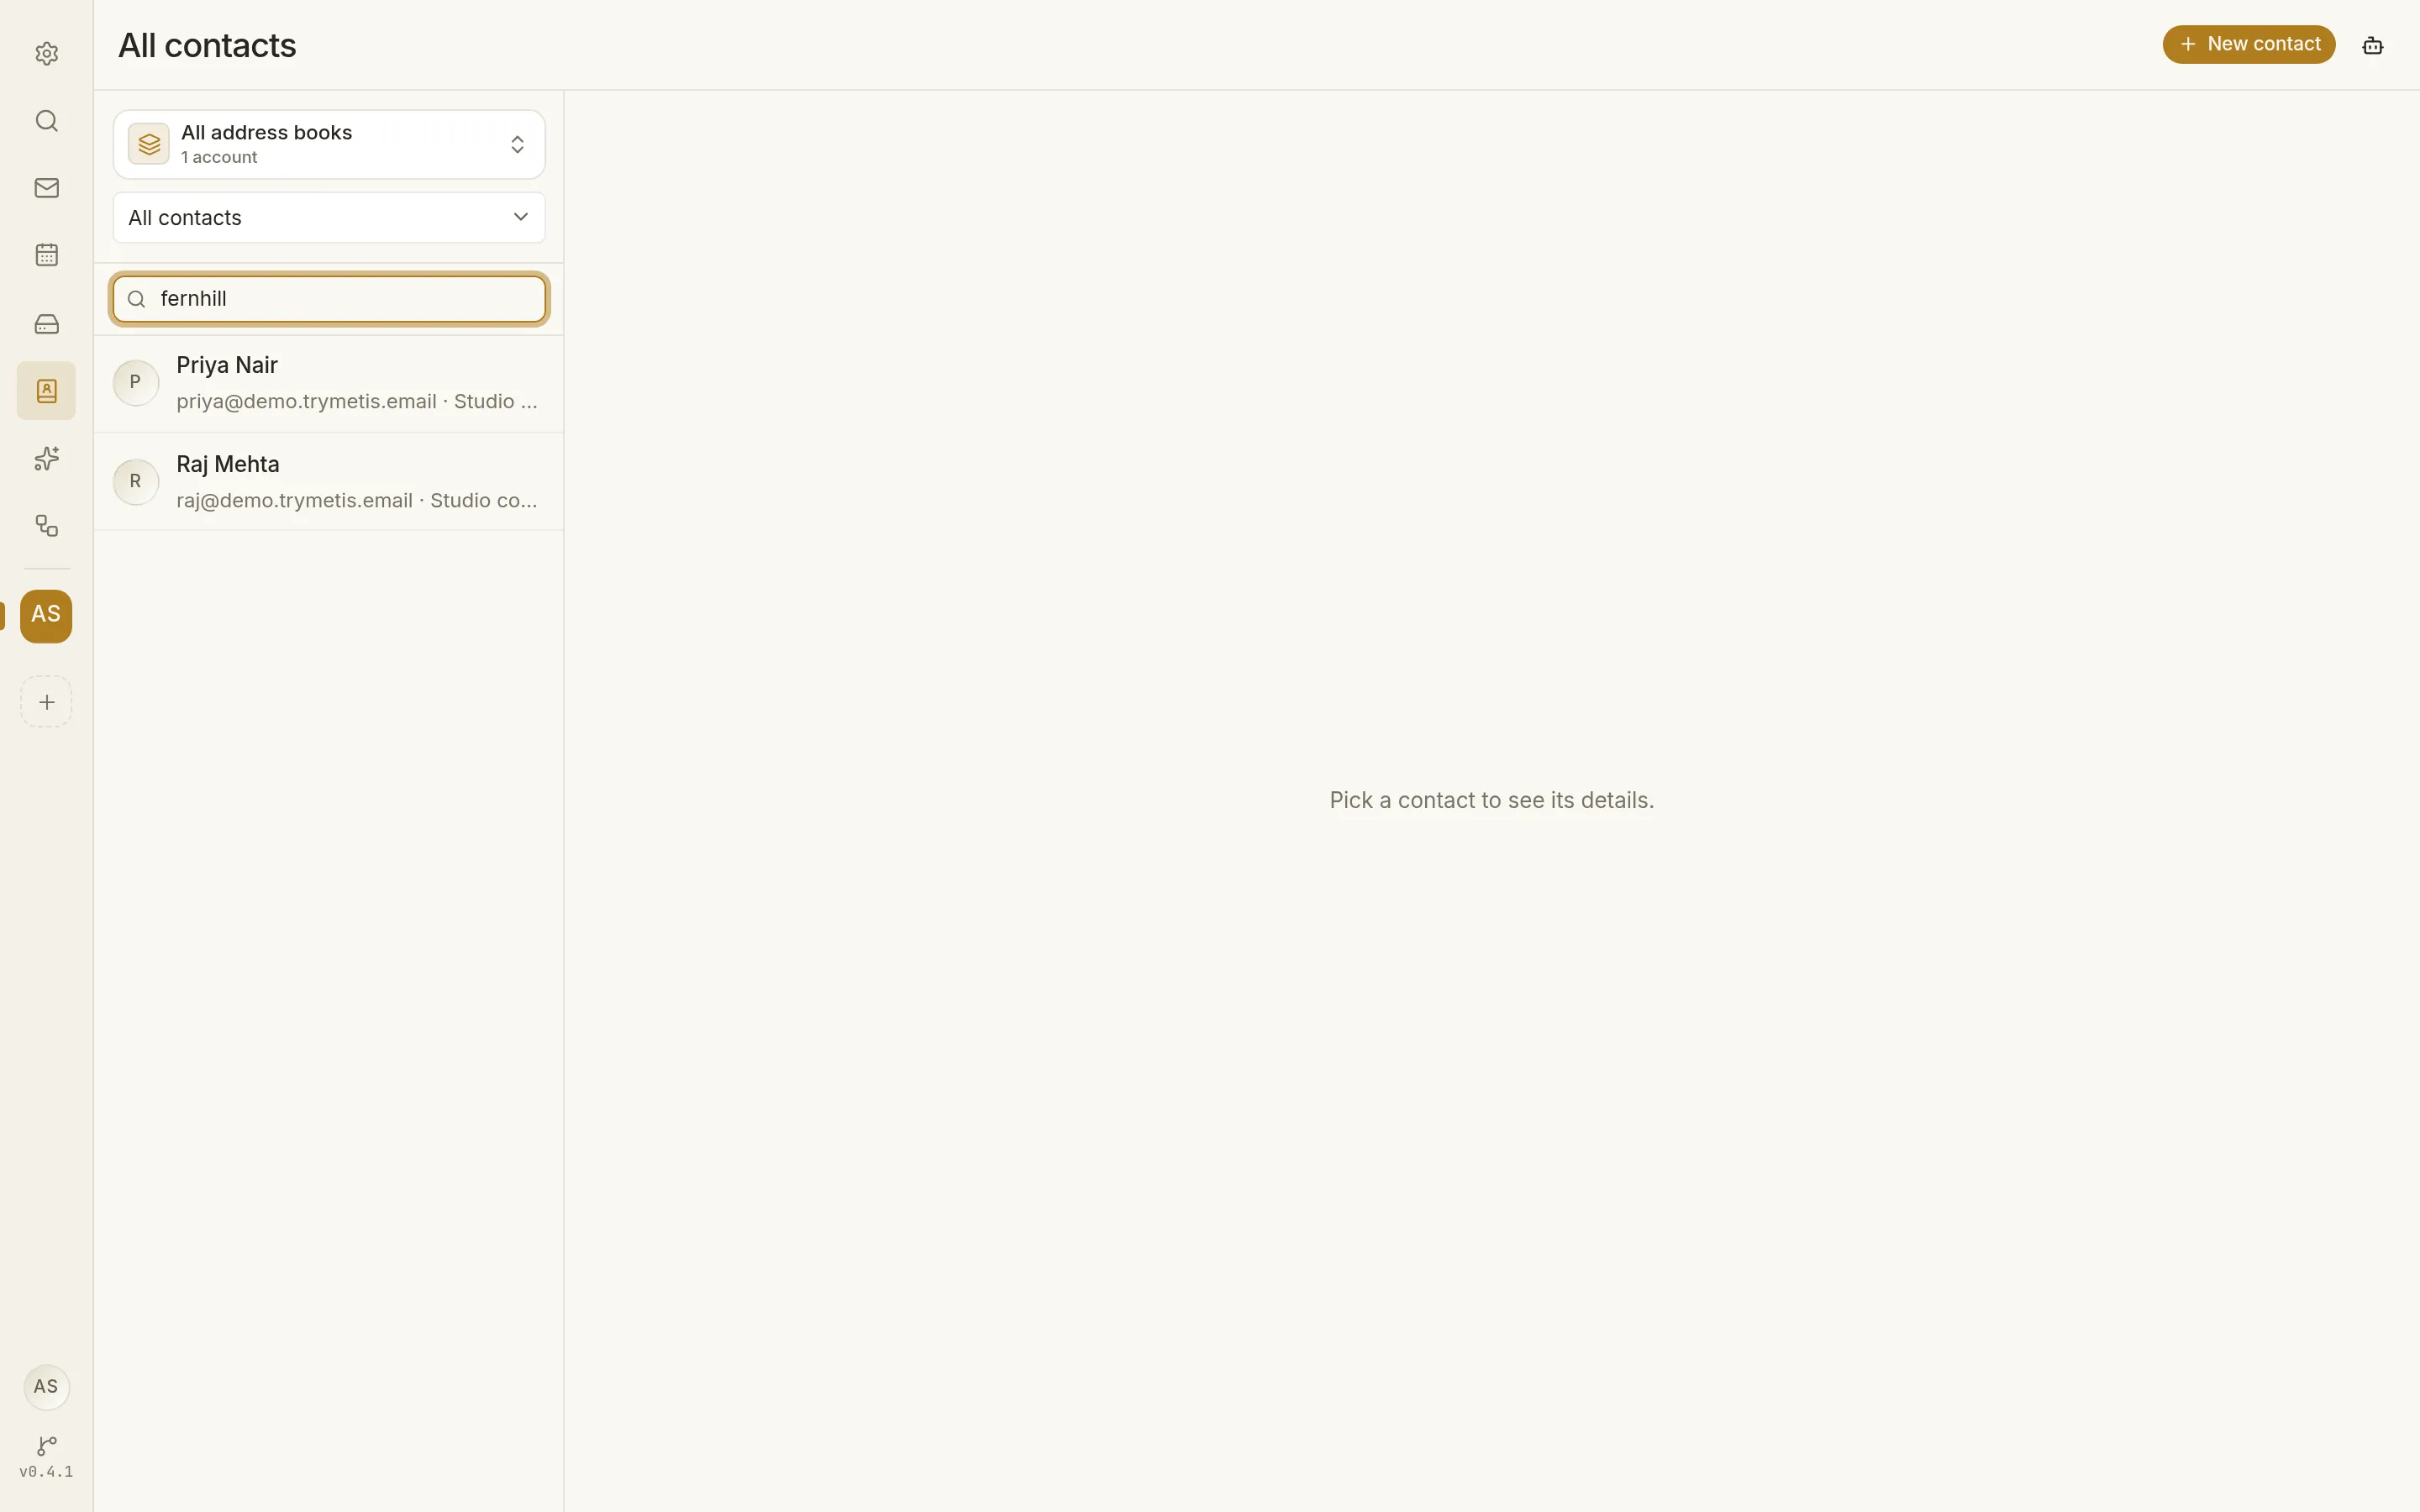 All contacts
New contact
All address books
1 account
All contacts
fernhill
P
Priya Nair
priya@demo.trymetis.email · Studio ...
R
Raj Mehta
raj@demo.trymetis.email · Studio co...
Pick a contact to see its details.
AS
AS
v0.4.1